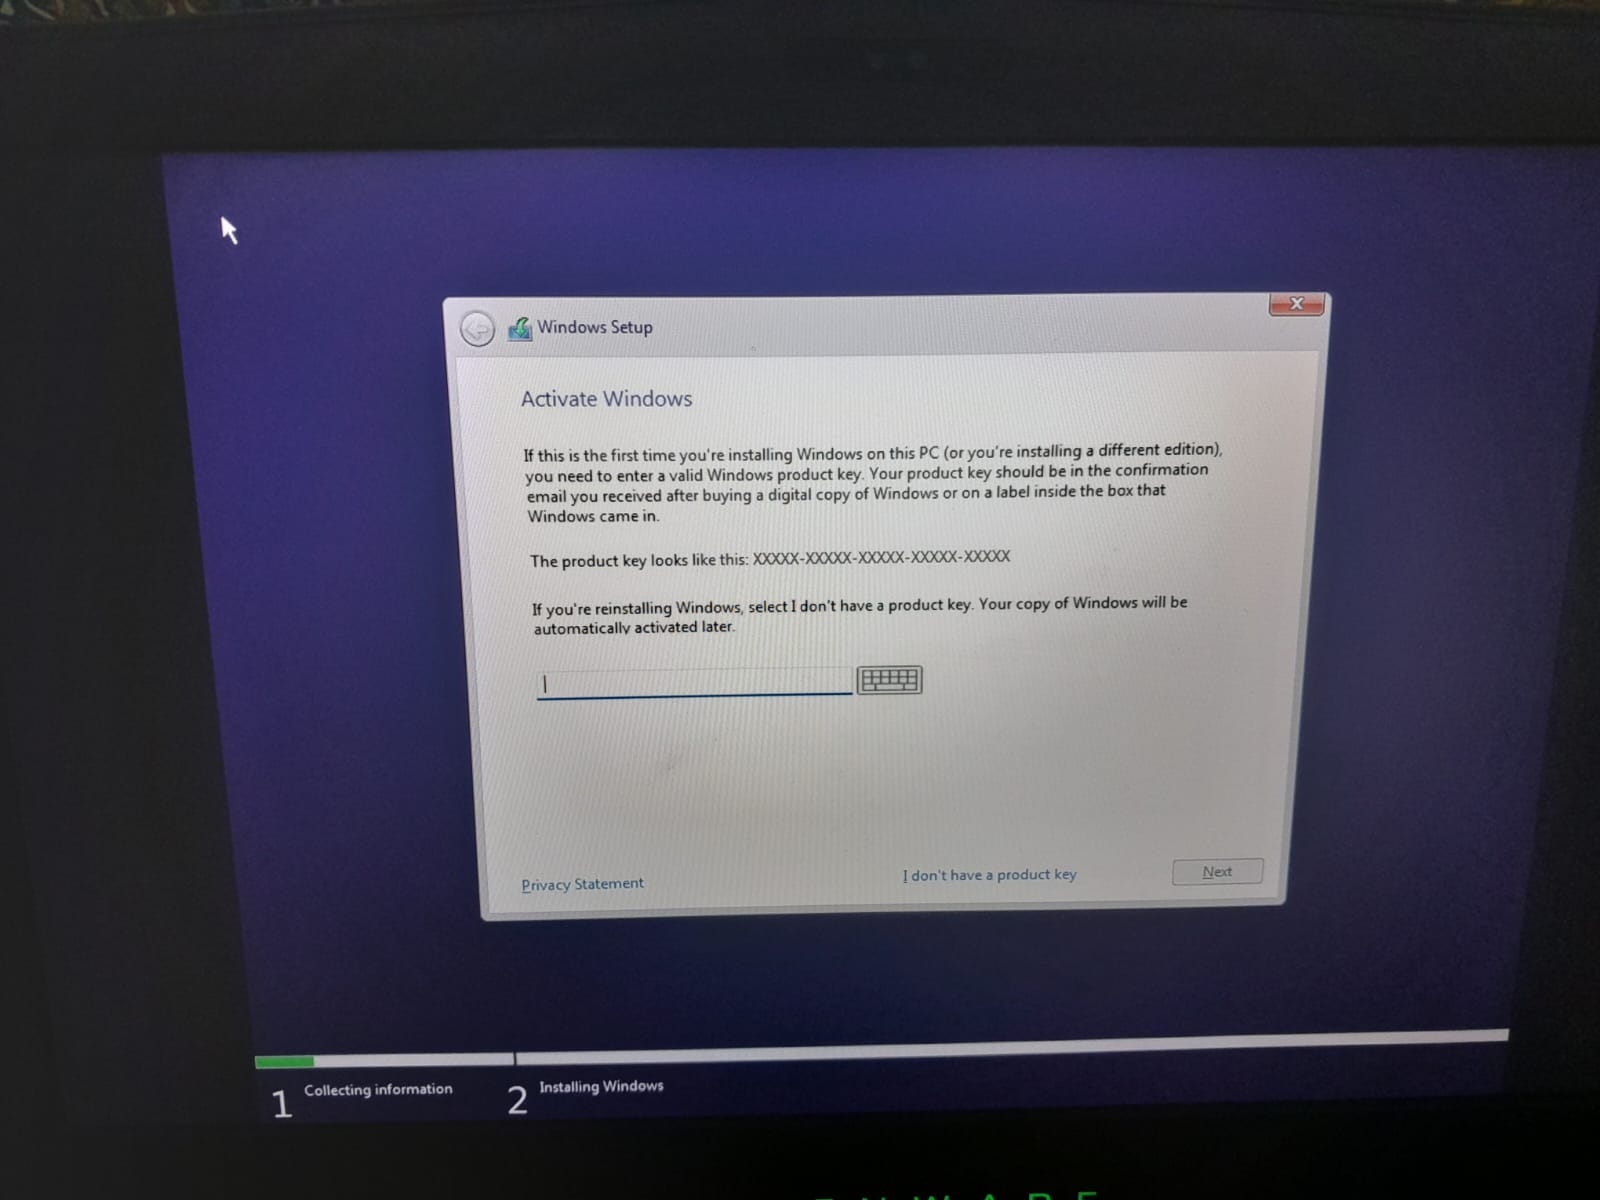 Windows Setup
Activate Windows
If this is the first time you're installing Windows on this PC (or you're installing a different edition),
you need to enter a valid Windows product key. Your product key should be in the confirmation
email you received after buying a digital copy of Windows or on a label inside the box that
Windows came in.
The product key looks like this: XXXXX-XXXXX-XXXXX-XXXXX-XXXXX
If you're reinstalling Windows, select I don't have a product key. Your copy of Windows will be
automatically activated later.
Privacy Statement
I don't have a product key
Next
1 Collecting information
2 Installing Windows